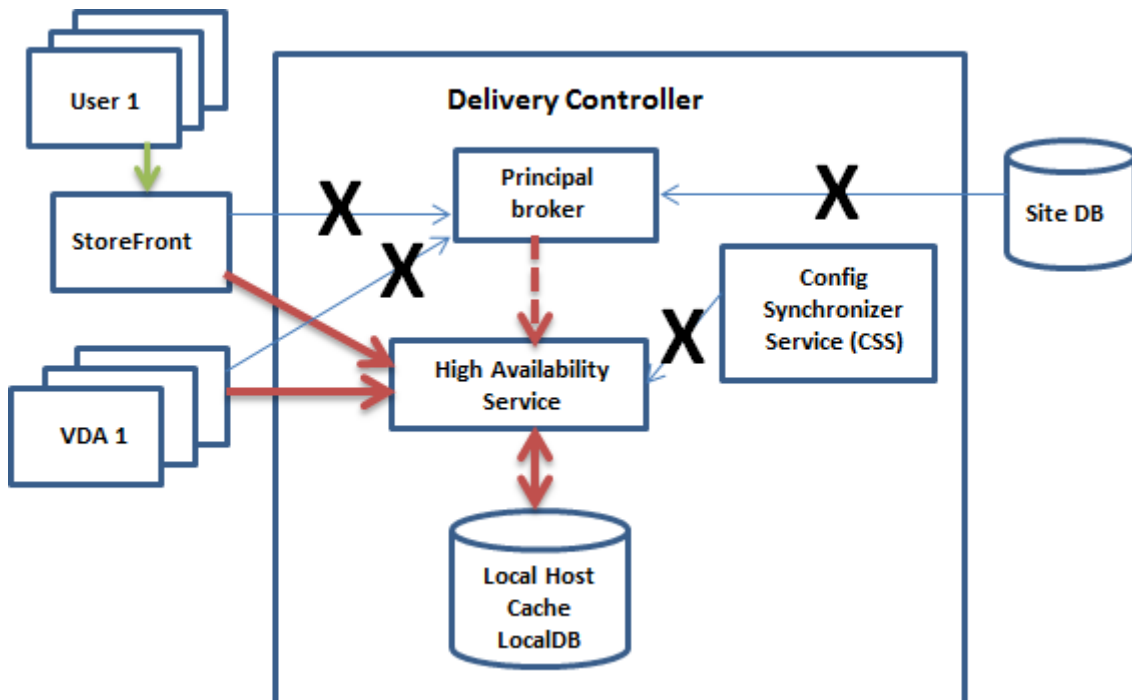 User 1
Delivery Controller
Principal
broker
X
X
StoreFront
Site DB
X
Config
Synchronizer
Service (CSS)
X
High Availability
Service
VDA 1
Local Host
Cache
LocalDB